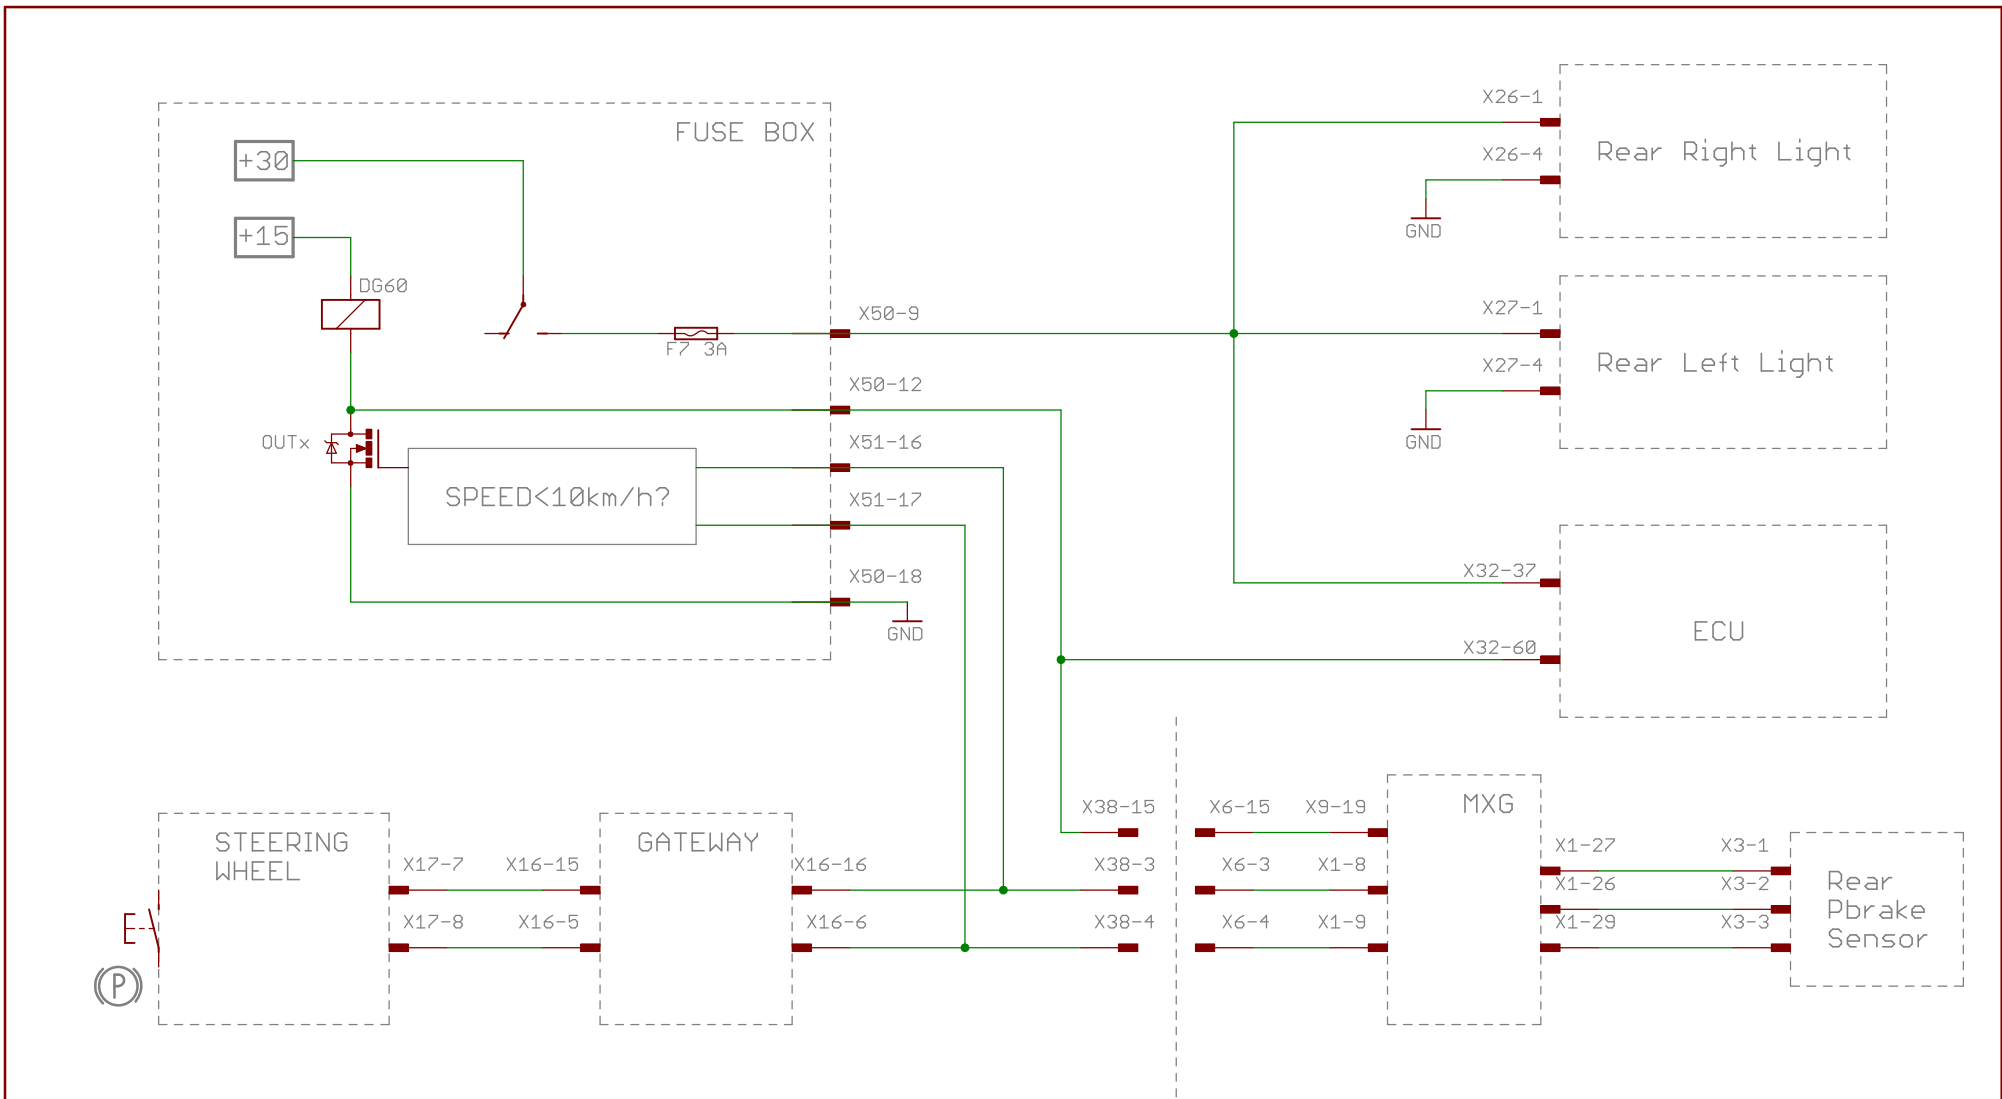 FUSE BOX
+30
+15
DG60
F7 3A
X50-9
X50-12
OUTx
X51-16
SPEED<10km/h?
X51-17
X50-18
GND
X26-1
Rear Right Light
X26-4
GND
X27-1
Rear Left Light
X27-4
GND
X32-37
ECU
X32-60
STEERING
WHEEL
X17-7
X17-8
P
X16-15
X16-5
GATEWAY
X16-16
X16-6
X38-15
X38-3
X38-4
X6-15
X6-3
X6-4
X9-19
X1-8
X1-9
MXG
X1-27
X1-26
X1-29
X3-1
X3-2
X3-3
Rear
Pbrake
Sensor